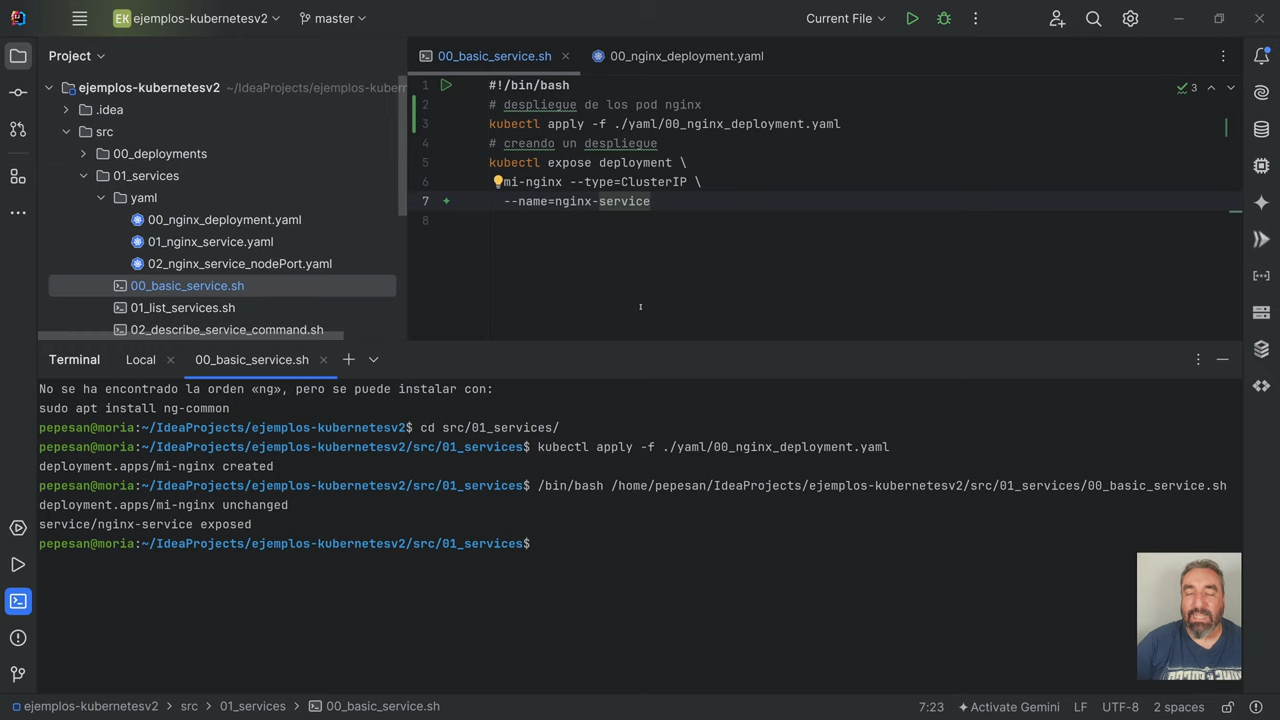 EK ejemplos-kubernetesv2
master
Current File
Project
00_basic_service.sh
00_nginx_deployment.yaml
ejemplos-kubernetesv2 ~/IdeaProjects/ejemplos-kuber
.idea
src
00_deployments
01_services
yaml
00_nginx_deployment.yaml
01_nginx_service.yaml
02_nginx_service_nodePort.yaml
00_basic_service.sh
01_list_services.sh
02_describe_service_command.sh
1 #!/bin/bash
2 # despliegue de los pod nginx
3 kubectl apply -f ./yaml/00_nginx_deployment.yaml
4 # creando un despliegue
5 kubectl expose deployment \
6 mi-nginx --type=ClusterIP \
7 --name=nginx-service
8
3
Terminal
Local
00_basic_service.sh
No se ha encontrado la orden «ng», pero se puede instalar con:
sudo apt install ng-common
pepesan@moria:~/IdeaProjects/ejemplos-kubernetesv2$ cd src/01_services/
pepesan@moria:~/IdeaProjects/ejemplos-kubernetesv2/src/01_services$ kubectl apply -f ./yaml/00_nginx_deployment.yaml
deployment.apps/mi-nginx created
pepesan@moria:~/IdeaProjects/ejemplos-kubernetesv2/src/01_services$ /bin/bash /home/pepesan/IdeaProjects/ejemplos-kubernetesv2/src/01_services/00_basic_service.sh
deployment.apps/mi-nginx unchanged
service/nginx-service exposed
pepesan@moria:~/IdeaProjects/ejemplos-kubernetesv2/src/01_services$
ejemplos-kubernetesv2 > src > 01_services > 00_basic_service.sh
7:23
Activate Gemini
LF
UTF-8
2 spaces